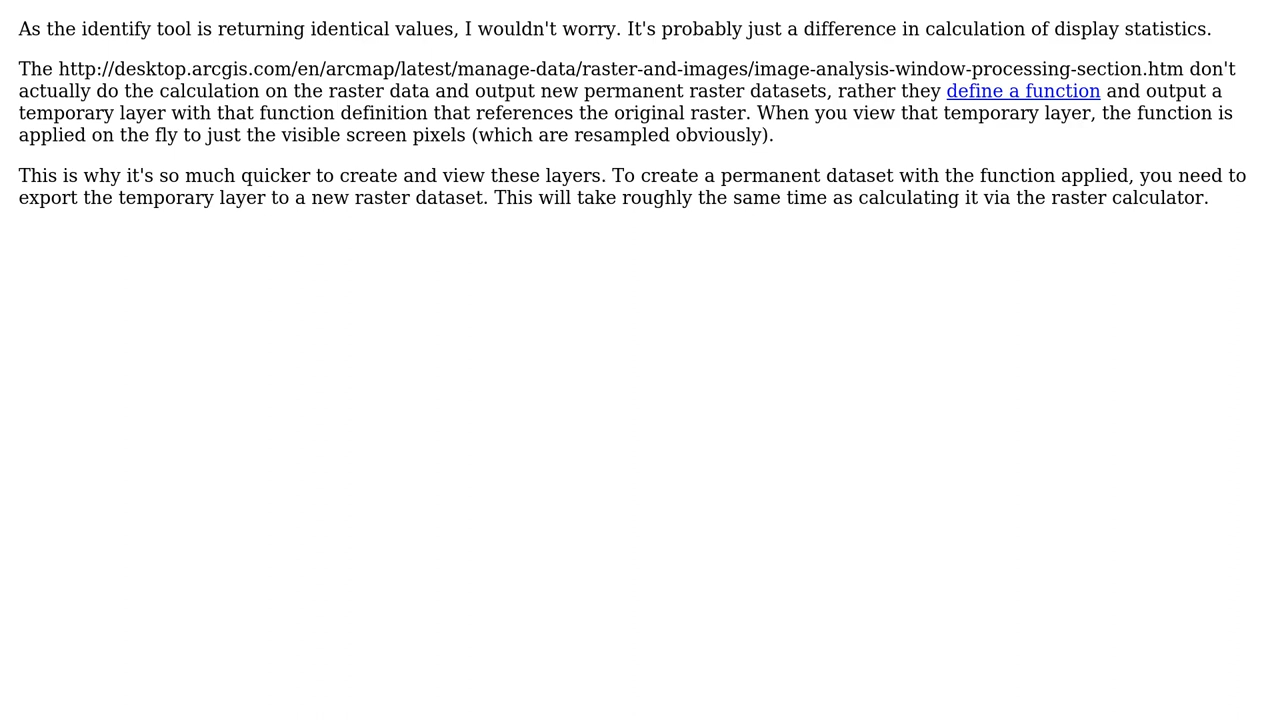 As the identify tool is returning identical values, I wouldn't worry. It's probably just a difference in calculation of display statistics.
The http://desktop.arcgis.com/en/arcmap/latest/manage-data/raster-and-images/image-analysis-window-processing-section.htm don't
actually do the calculation on the raster data and output new permanent raster datasets, rather they define a function and output a
temporary layer with that function definition that references the original raster. When you view that temporary layer, the function is
applied on the fly to just the visible screen pixels (which are resampled obviously).
This is why it's so much quicker to create and view these layers. To create a permanent dataset with the function applied, you need to
export the temporary layer to a new raster dataset. This will take roughly the same time as calculating it via the raster calculator.